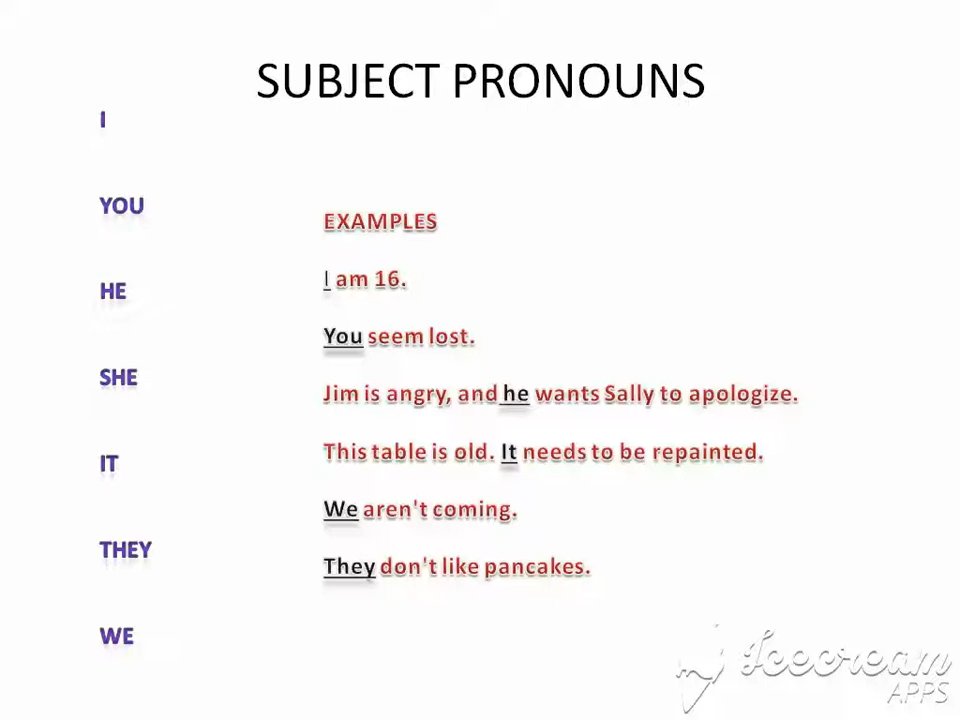 SUBJECT PRONOUNS
I
YOU
HE
SHE
IT
THEY
WE
EXAMPLES
I am 16.
You seem lost.
Jim is angry, and he wants Sally to apologize.
This table is old. It needs to be repainted.
We aren't coming.
They don't like pancakes.
Icecream
APPS